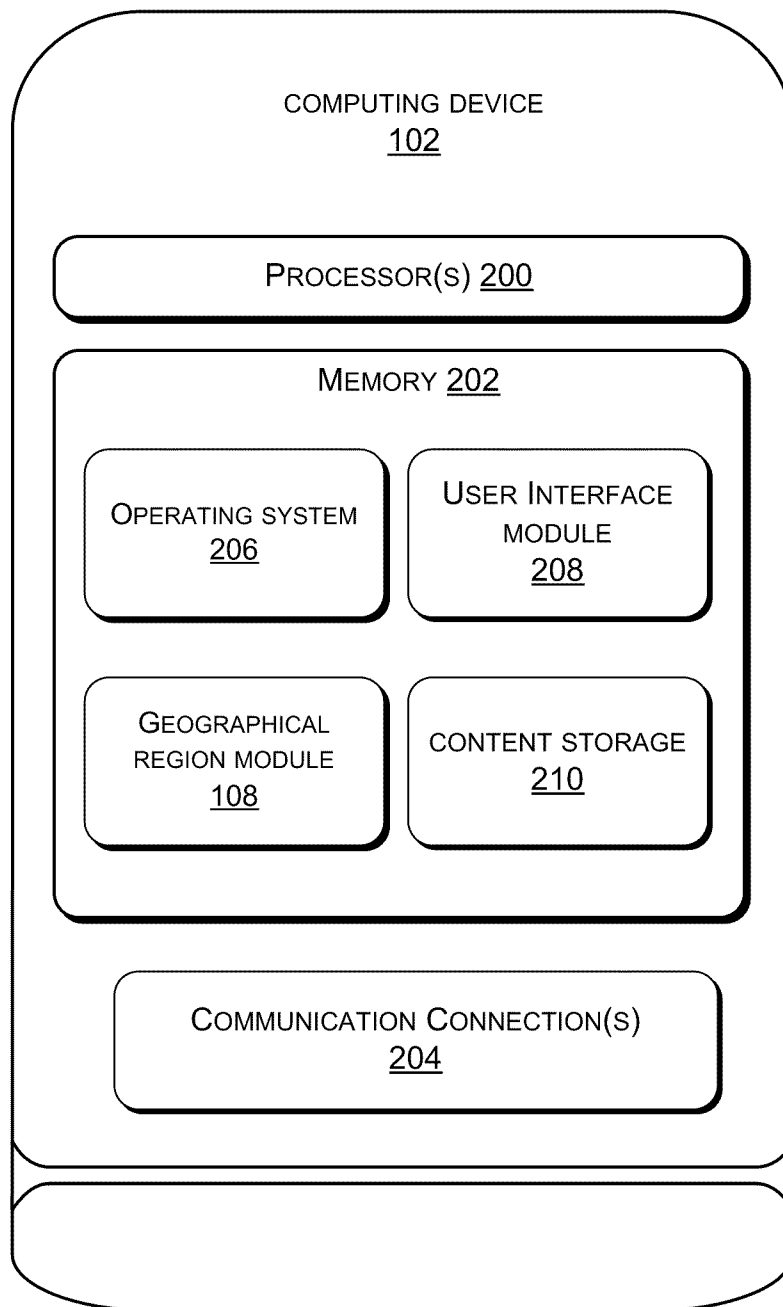 COMPUTING DEVICE
102
PROCESSOR(S) 200
MEMORY 202
OPERATING SYSTEM
206
USER INTERFACE
MODULE
208
GEOGRAPHICAL
REGION MODULE
108
CONTENT STORAGE
210
COMMUNICATION CONNECTION(S)
204